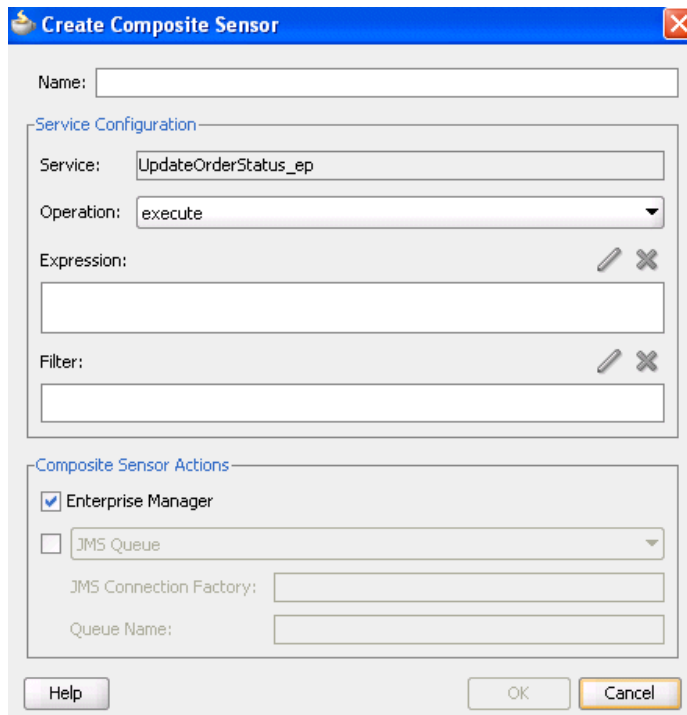 Create Composite Sensor
Name:
Service Configuration
Service: UpdateOrderStatus_ep
Operation: execute
Expression:
Filter:
Composite Sensor Actions
Enterprise Manager
JMS Queue
JMS Connection Factory:
Queue Name:
Help OK Cancel